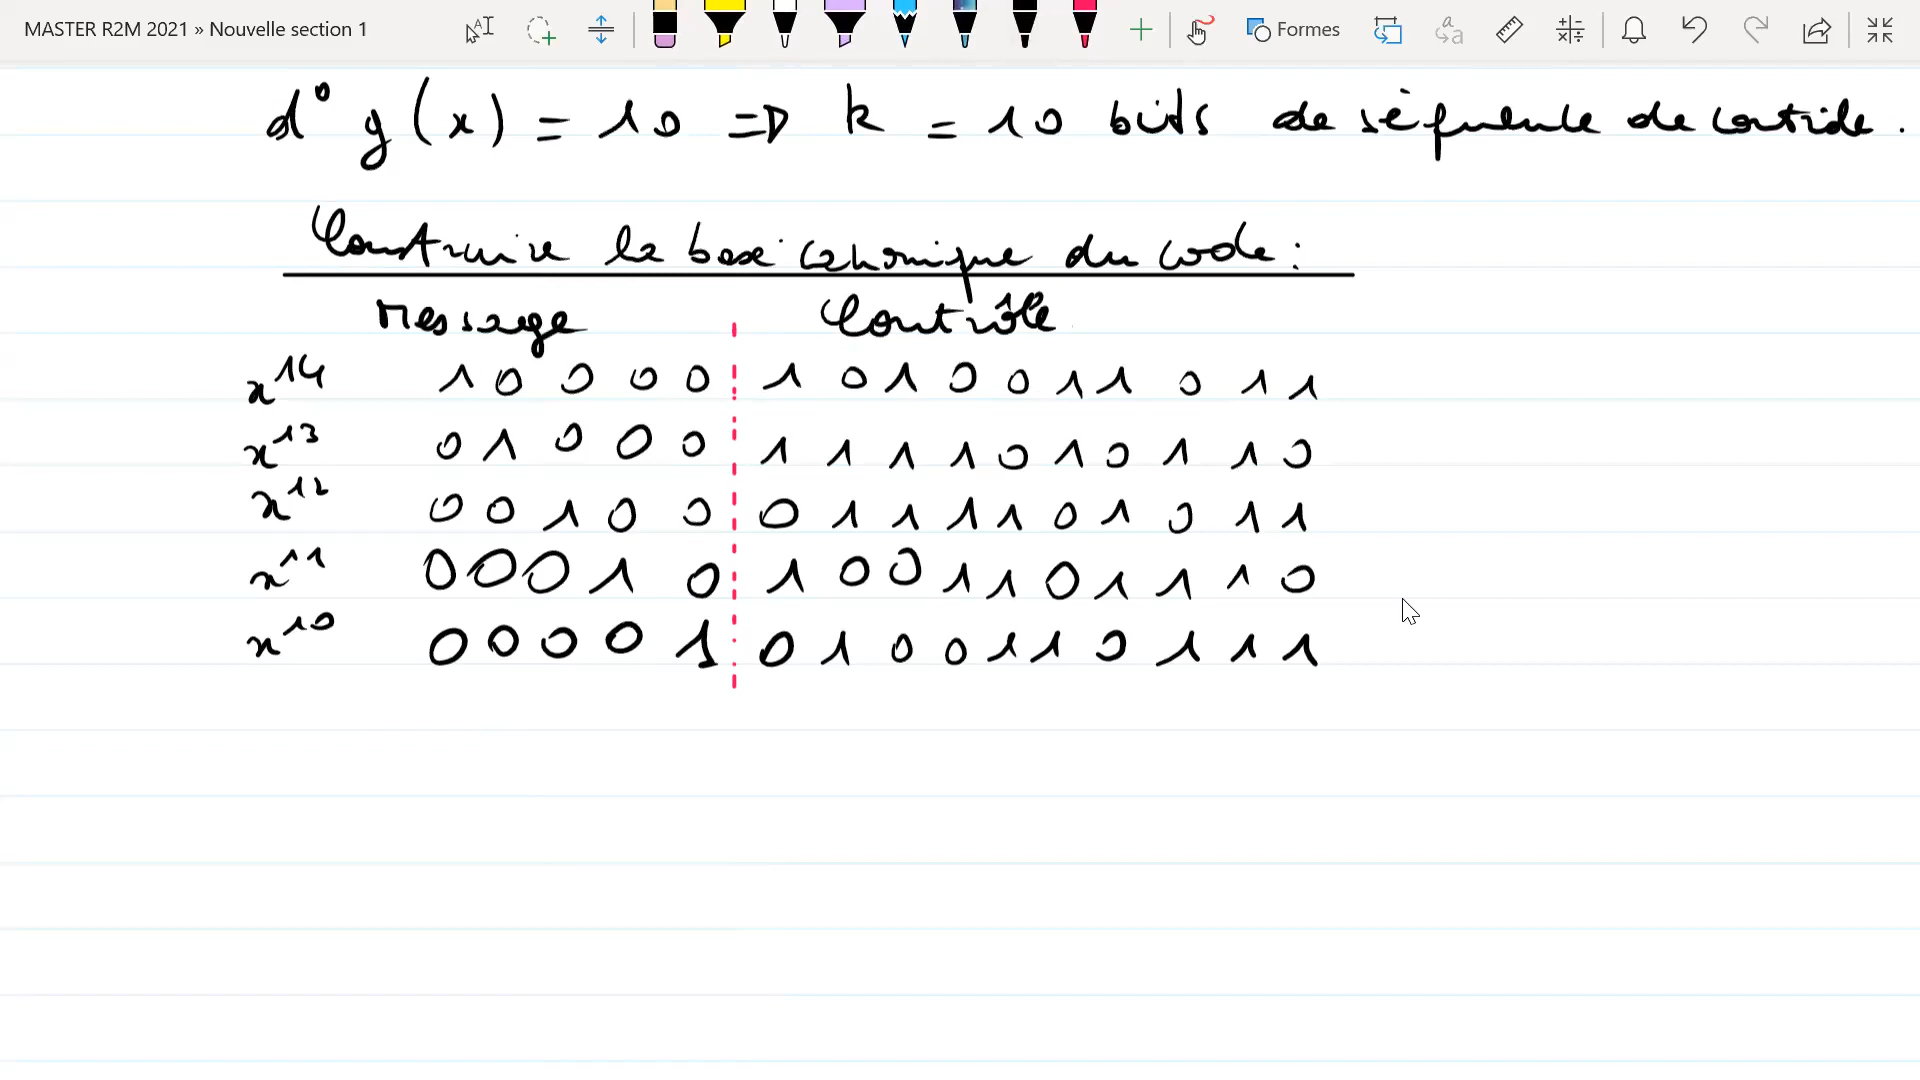 MASTER R2M 2021 » Nouvelle section 1
Formes
d° g(x) = 10 => k = 10 bits de séquence de contrôle.
Construire la base canonique du code :
Message Contrôle
x^14 1 0 0 0 0 1 0 1 0 0 1 1 0 1 1
x^13 0 1 0 0 0 1 1 1 1 0 1 0 1 1 0
x^12 0 0 1 0 0 0 1 1 1 1 0 1 0 1 1
x^11 0 0 0 1 0 1 0 0 1 1 0 1 1 1 0
x^10 0 0 0 0 1 0 1 0 0 1 1 0 1 1 1